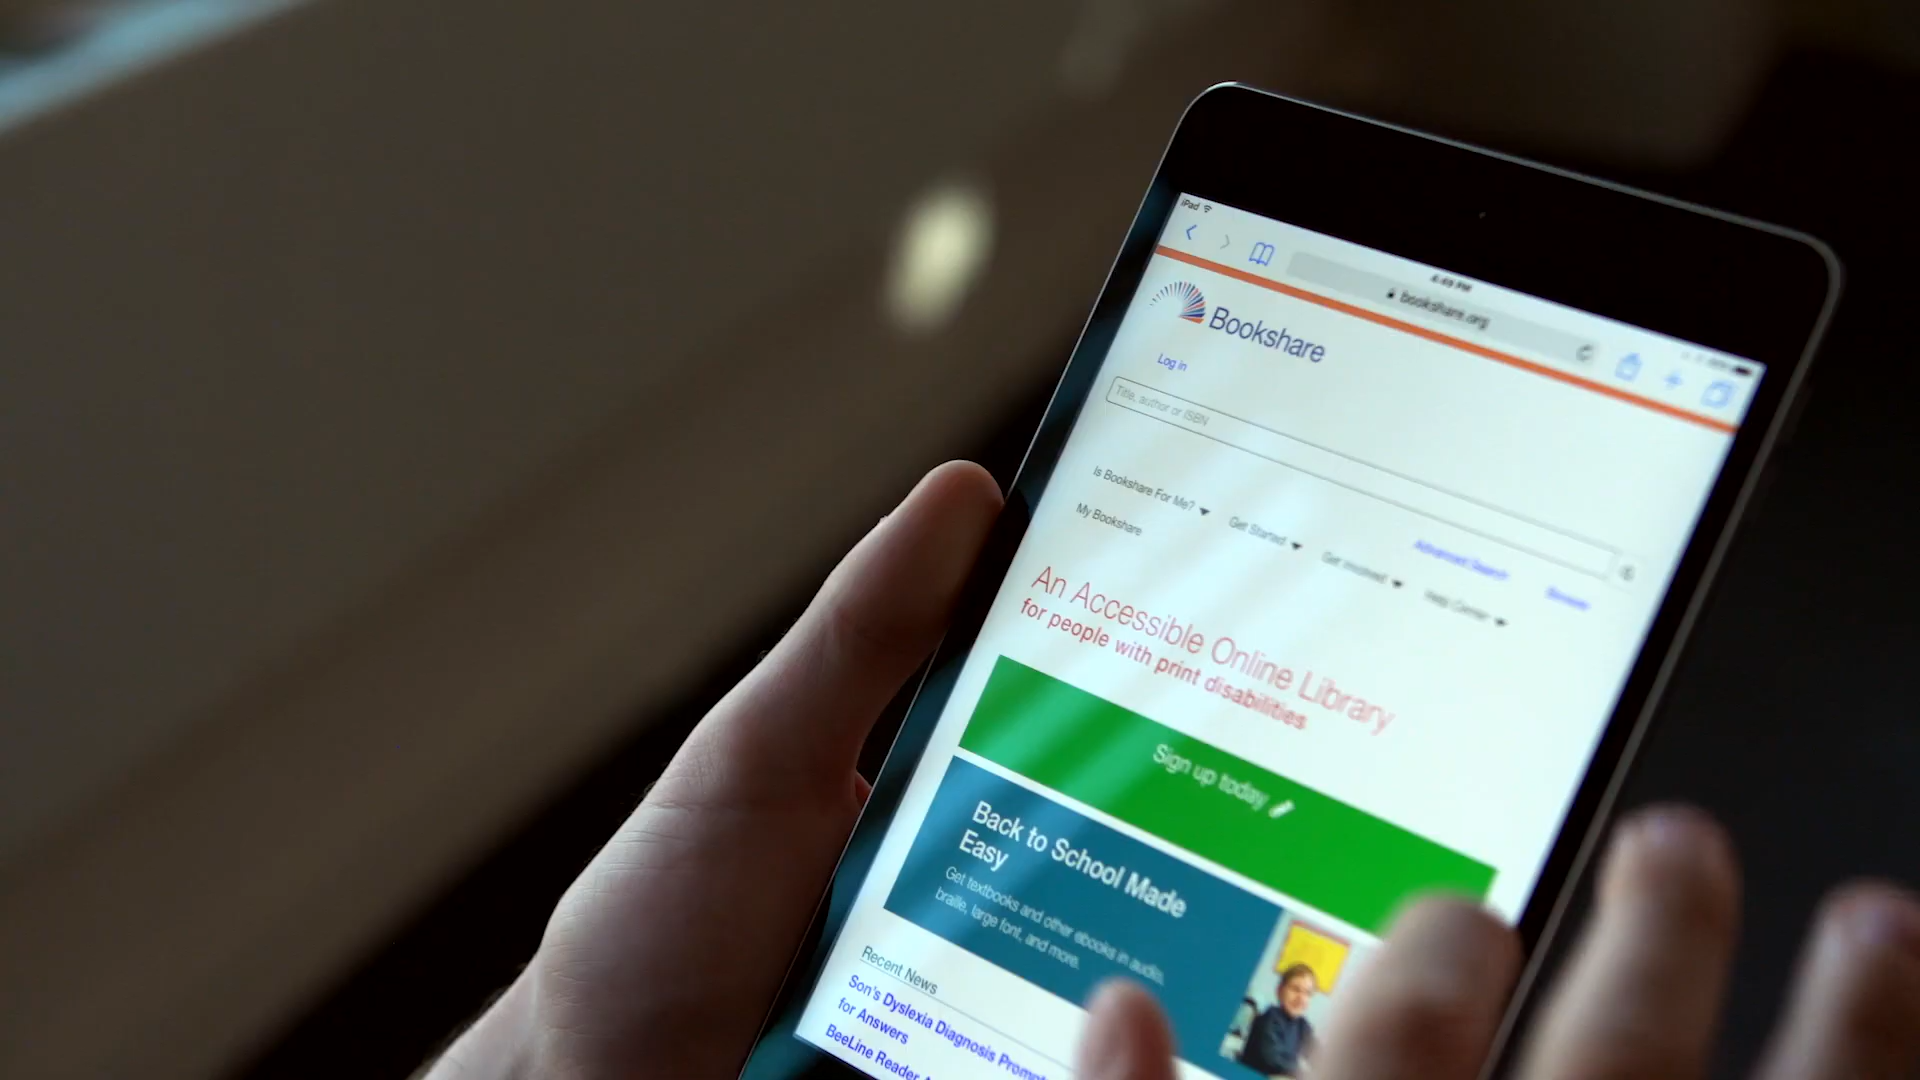 iPad
4:49 PM
bookshare.org
Bookshare
Log in
Title, author or ISBN
Advanced Search
Is Bookshare For Me?
Get Started
Get Involved
Help Center
My Bookshare
An Accessible Online Library
for people with print disabilities
Sign up today
Back to School Made
Easy
Get textbooks and other ebooks in audio,
braille, large font, and more.
Recent News
Son's Dyslexia Diagnosis
for Answers
BeeLine Reader